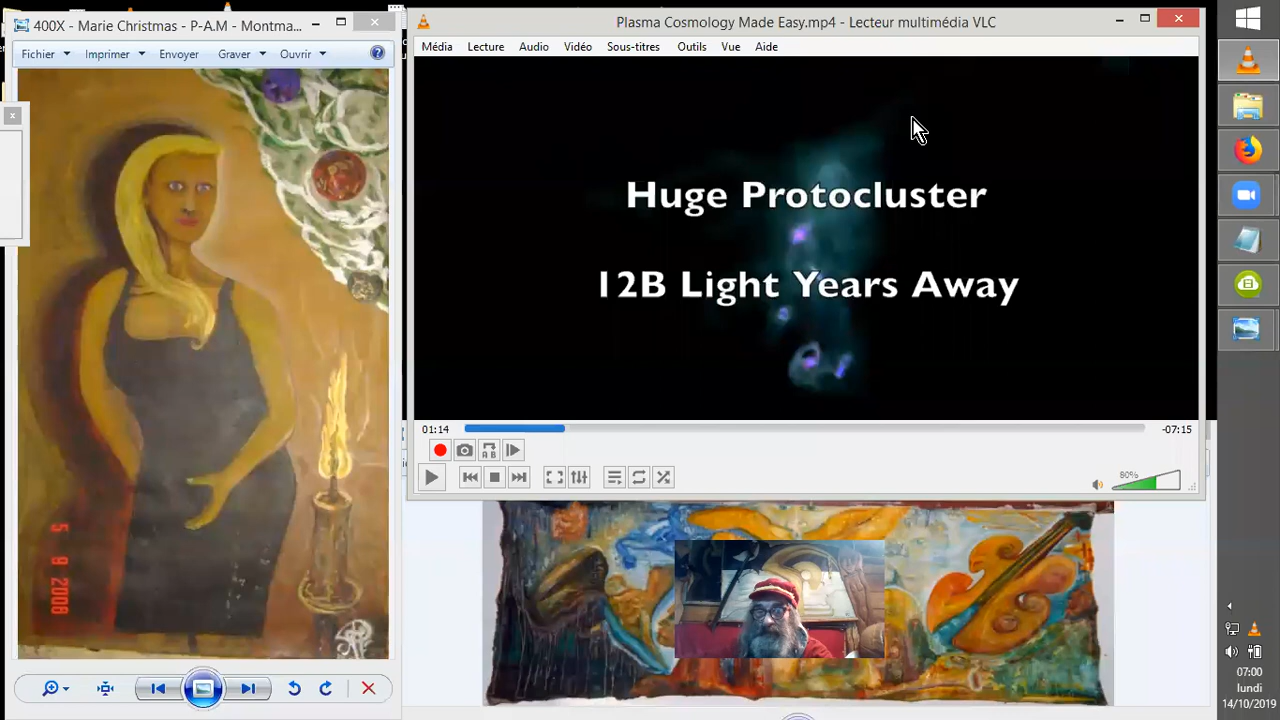 400X - Marie Christmas - P-A.M - Montma...
Fichier Imprimer Envoyer Graver Ouvrir
5 9 2008
Plasma Cosmology Made Easy.mp4 - Lecteur multimédia VLC
Média Lecture Audio Vidéo Sous-titres Outils Vue Aide
Huge Protocluster
12B Light Years Away
01:14
-07:15
AB
80%
07:00
lundi
14/10/2019